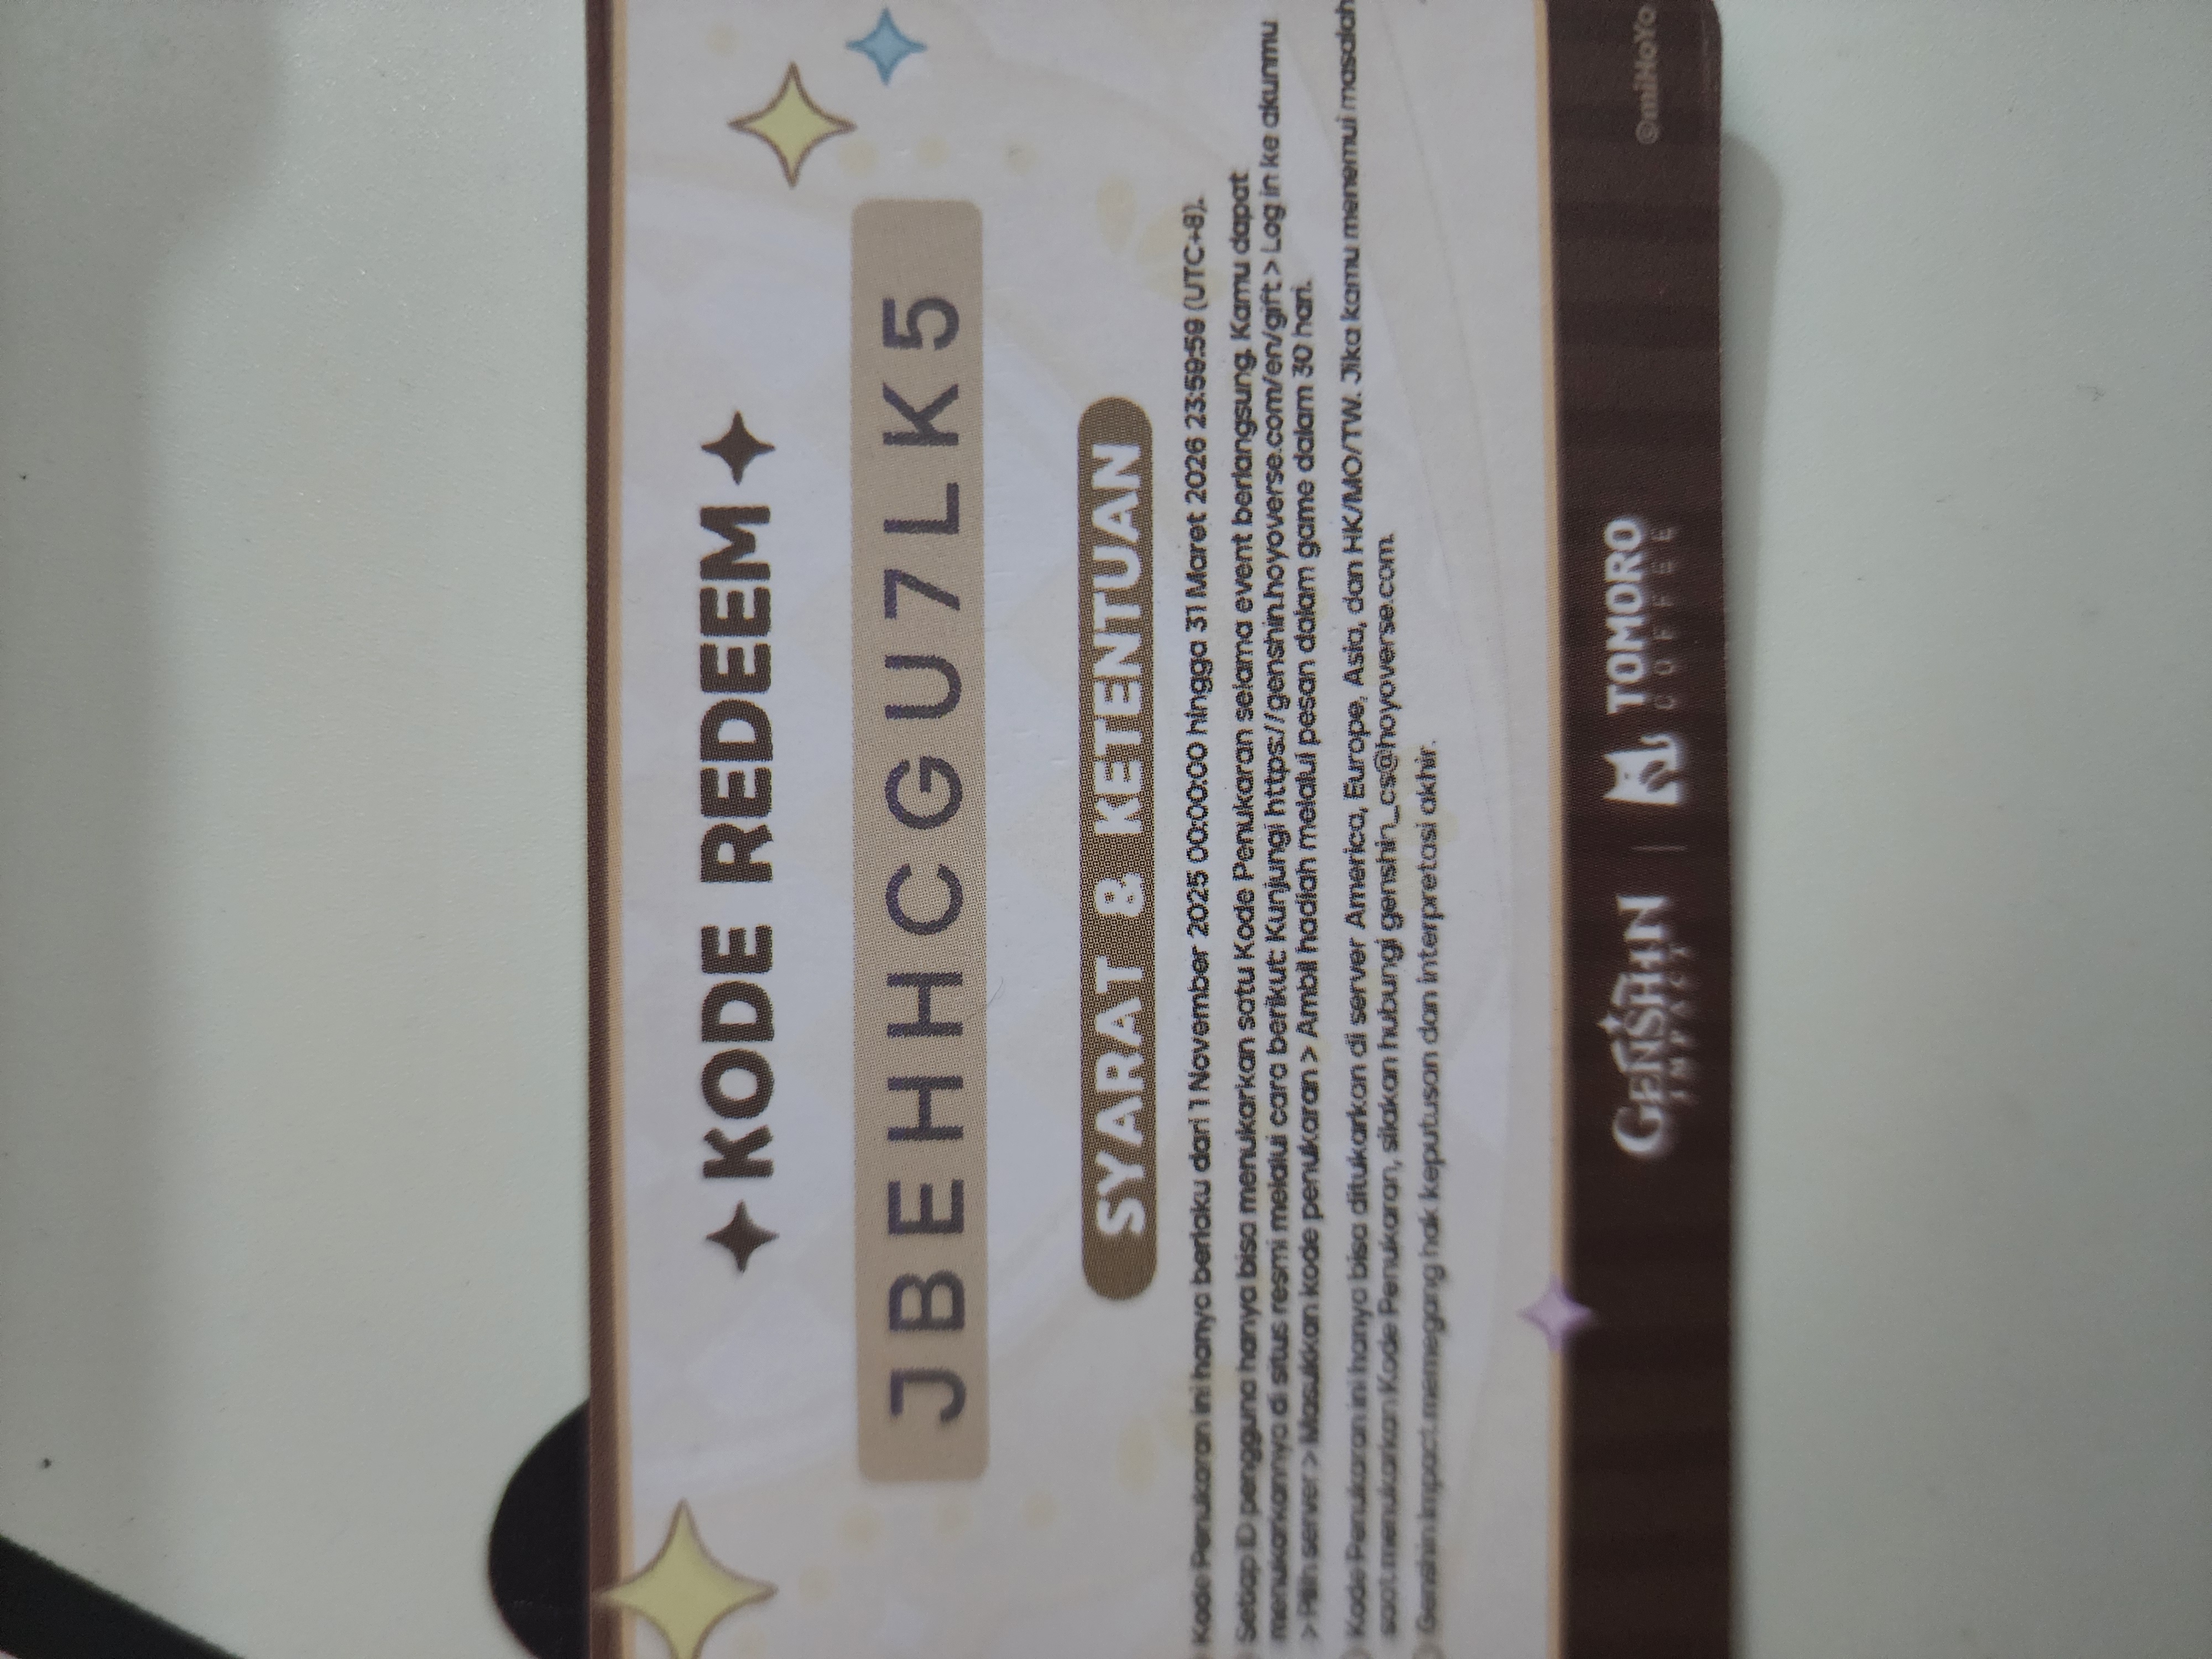 KODE REDEEM
JBEHHCGU7LK5
SYARAT & KETENTUAN
Kode Penukaran ini hanya berlaku dari 1 November 2025 00:00:00 hingga 31 Maret 2026 23:59:59 (UTC+8).
Setiap ID pengguna hanya bisa menukarkan satu Kode Penukaran selama event berlangsung. Kamu dapat
menukarkannya di situs resmi melalui cara berikut: Kunjungi https://genshin.hoyoverse.com/en/gift > Log in ke akunmu
> Pilih server > Masukkan kode penukaran > Ambil hadiah melalui pesan dalam game dalam 30 hari.
Kode Penukaran ini hanya bisa ditukarkan di server America, Europe, Asia, dan HK/MO/TW. Jika kamu menemui masalah
saat menukarkan Kode Penukaran, silakan hubungi genshin_cs@hoyoverse.com.
Genshin Impact memegang hak keputusan dan interpretasi akhir.
GENSHIN IMPACT | TOMORO COFFEE
©miHoYo